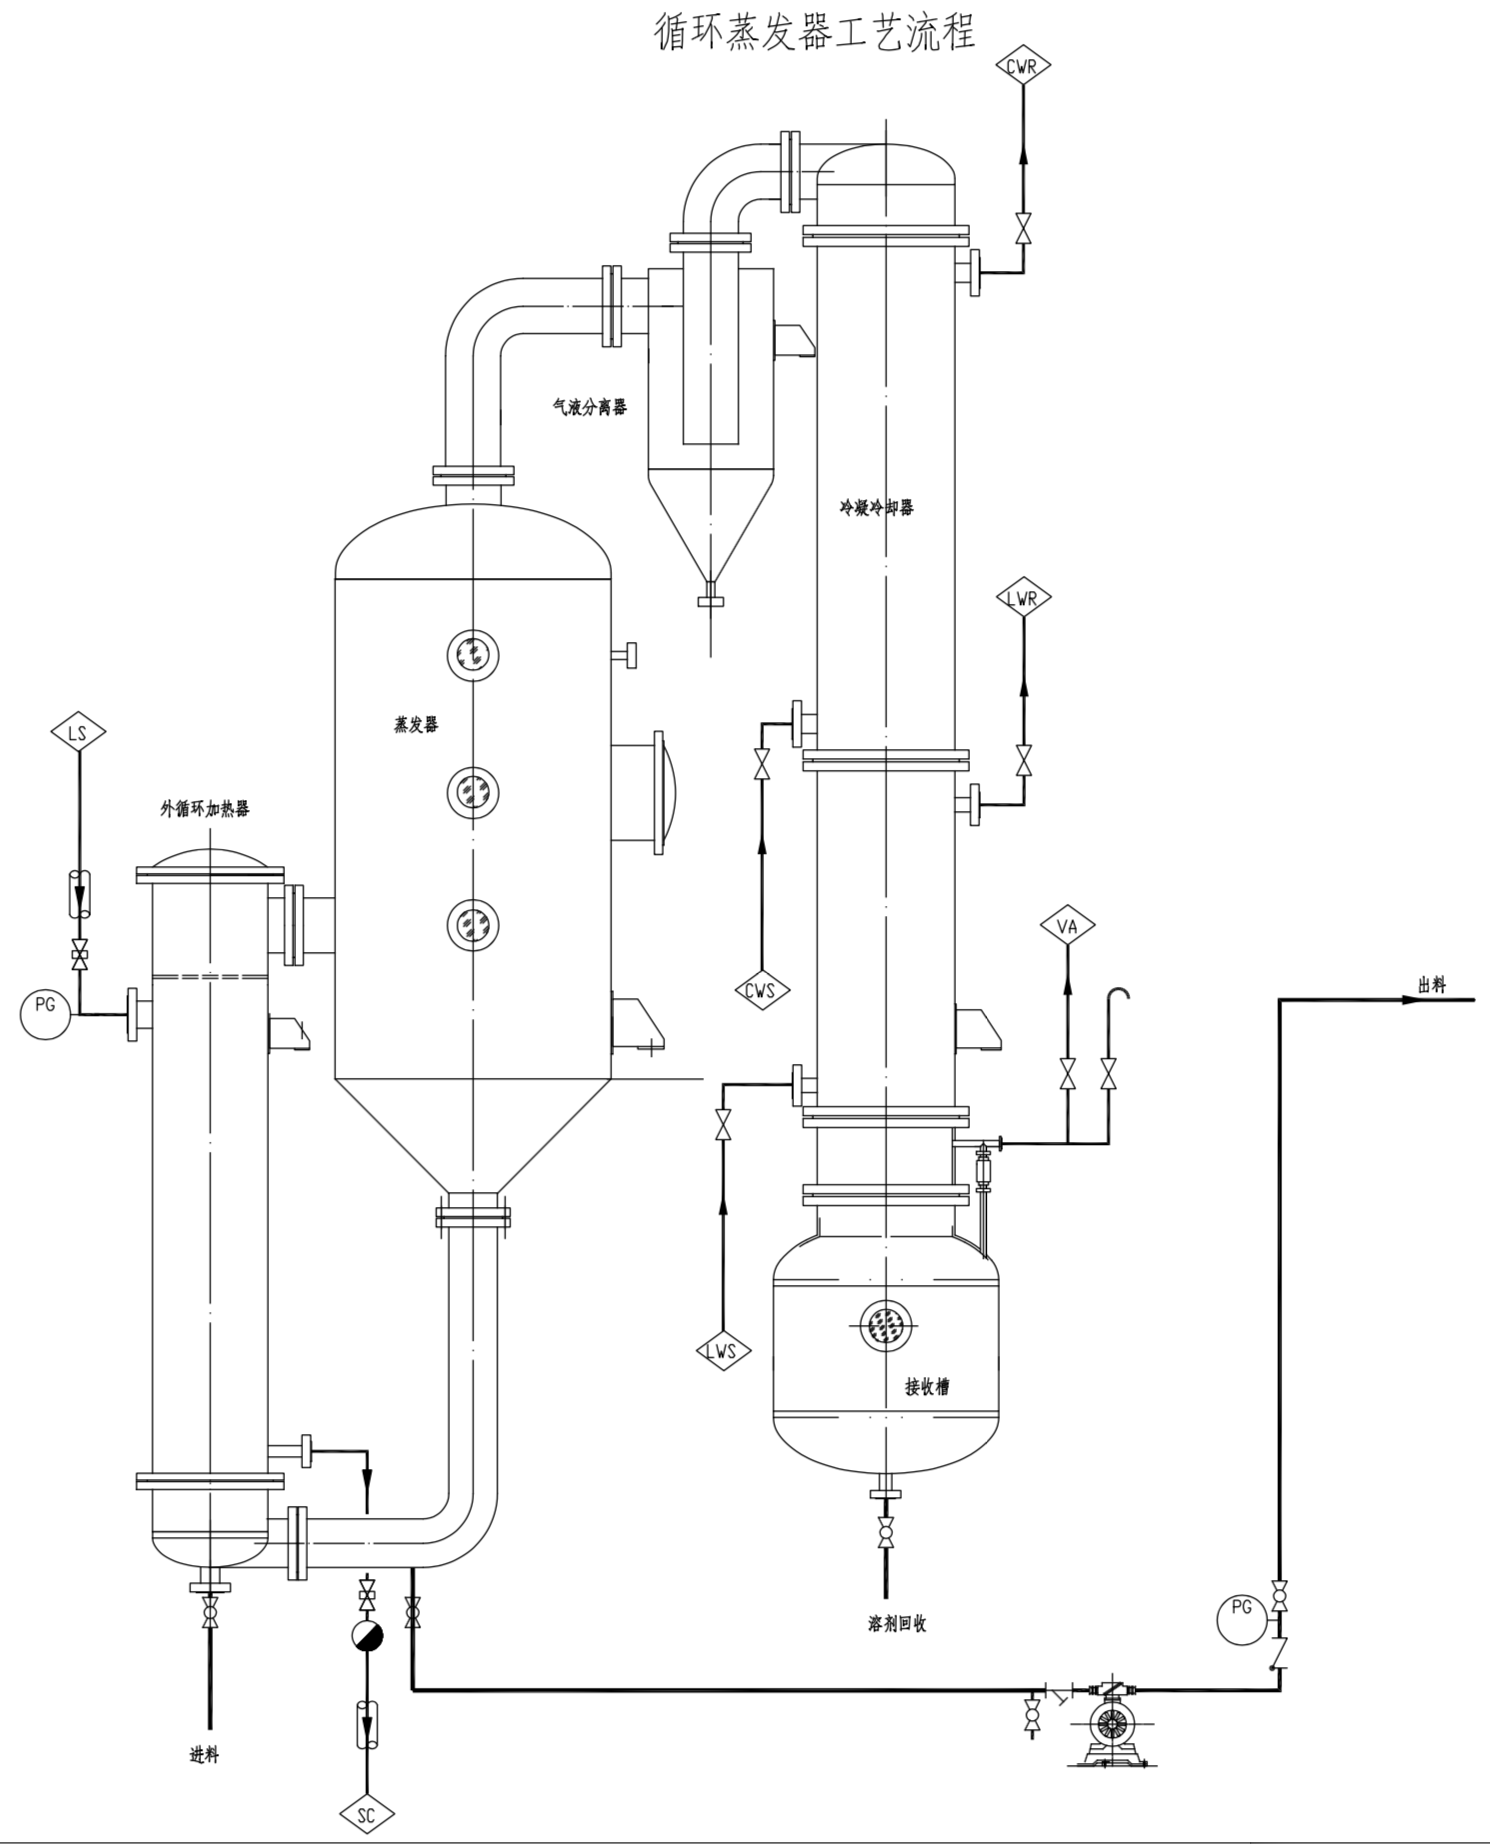 循环蒸发器工艺流程
CWR
气液分离器
冷凝冷却器
LWR
蒸发器
LS
外循环加热器
VA
CWS
出料
PG
LWS
接收槽
PG
溶剂回收
进料
SC